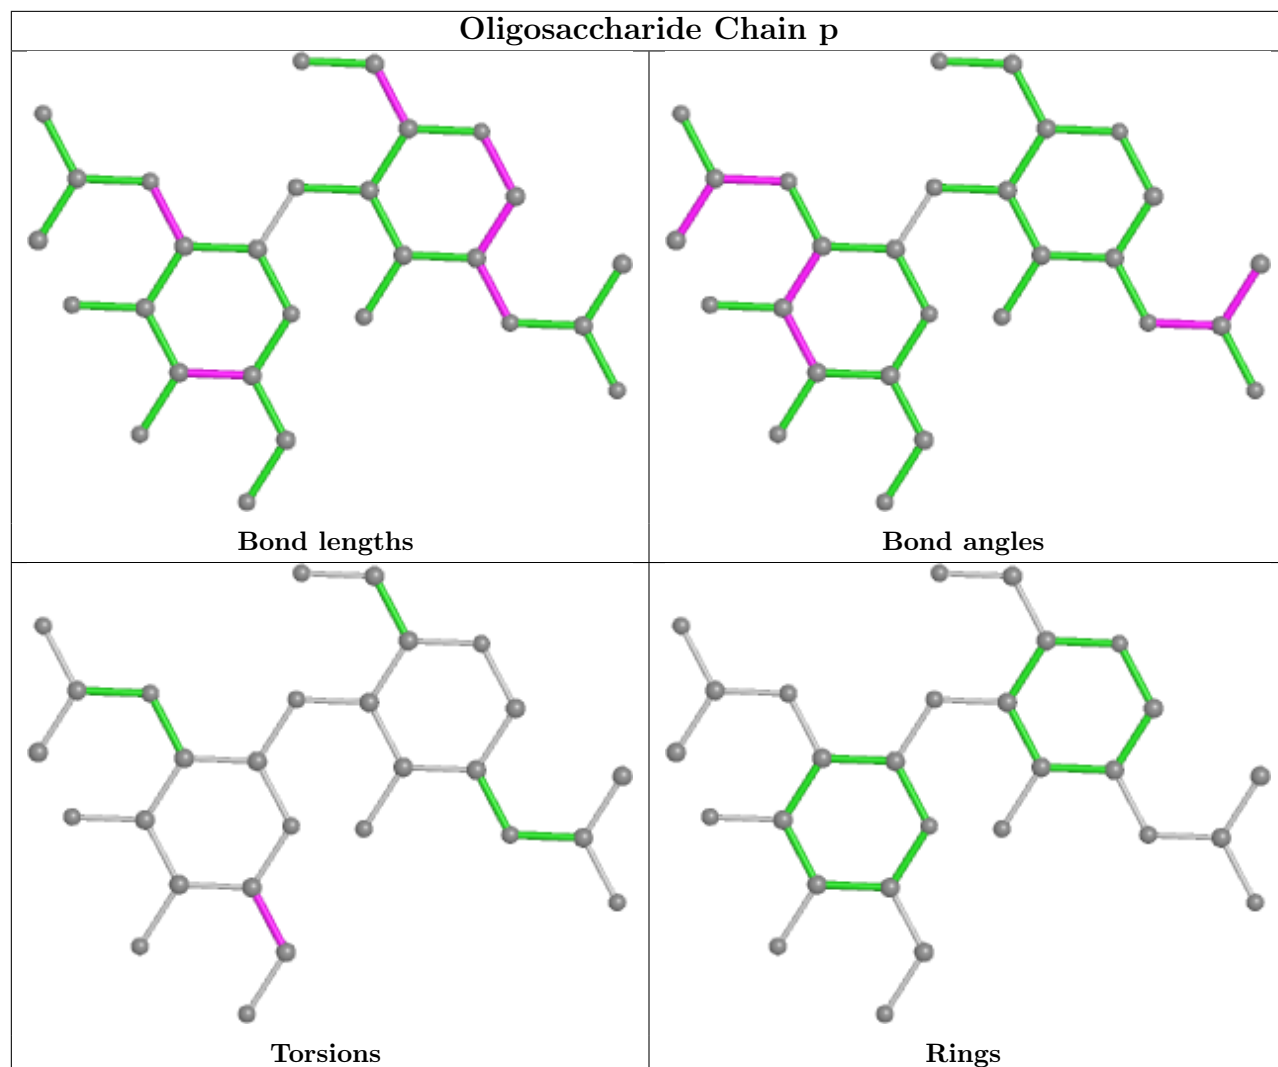 Oligosaccharide Chain p
Bond lengths
Bond angles
Torsions
Rings